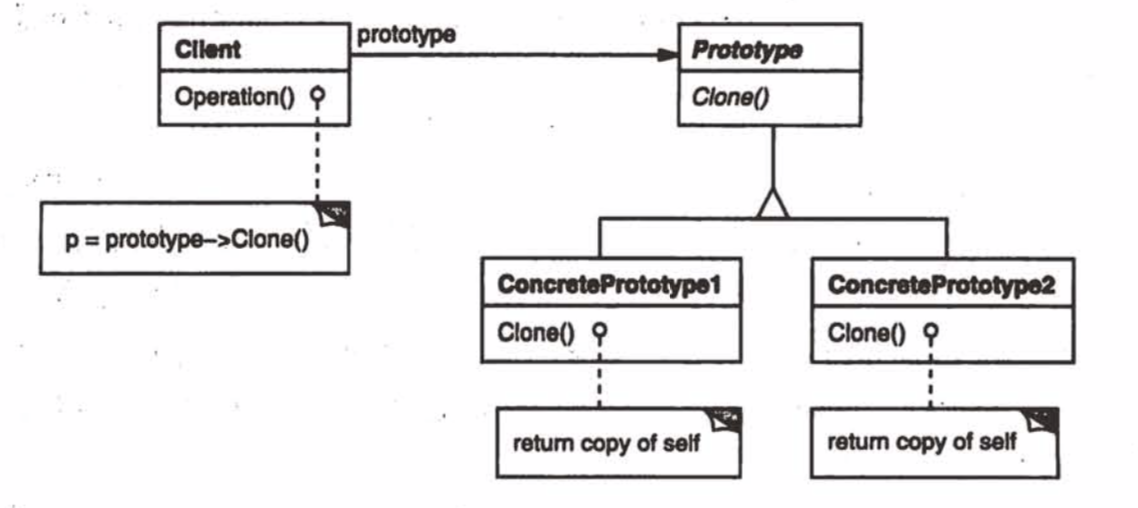 Client
Operation()
prototype
Prototype
Clone()
p = prototype->Clone()
ConcretePrototype1
Clone()
return copy of self
ConcretePrototype2
Clone()
return copy of self